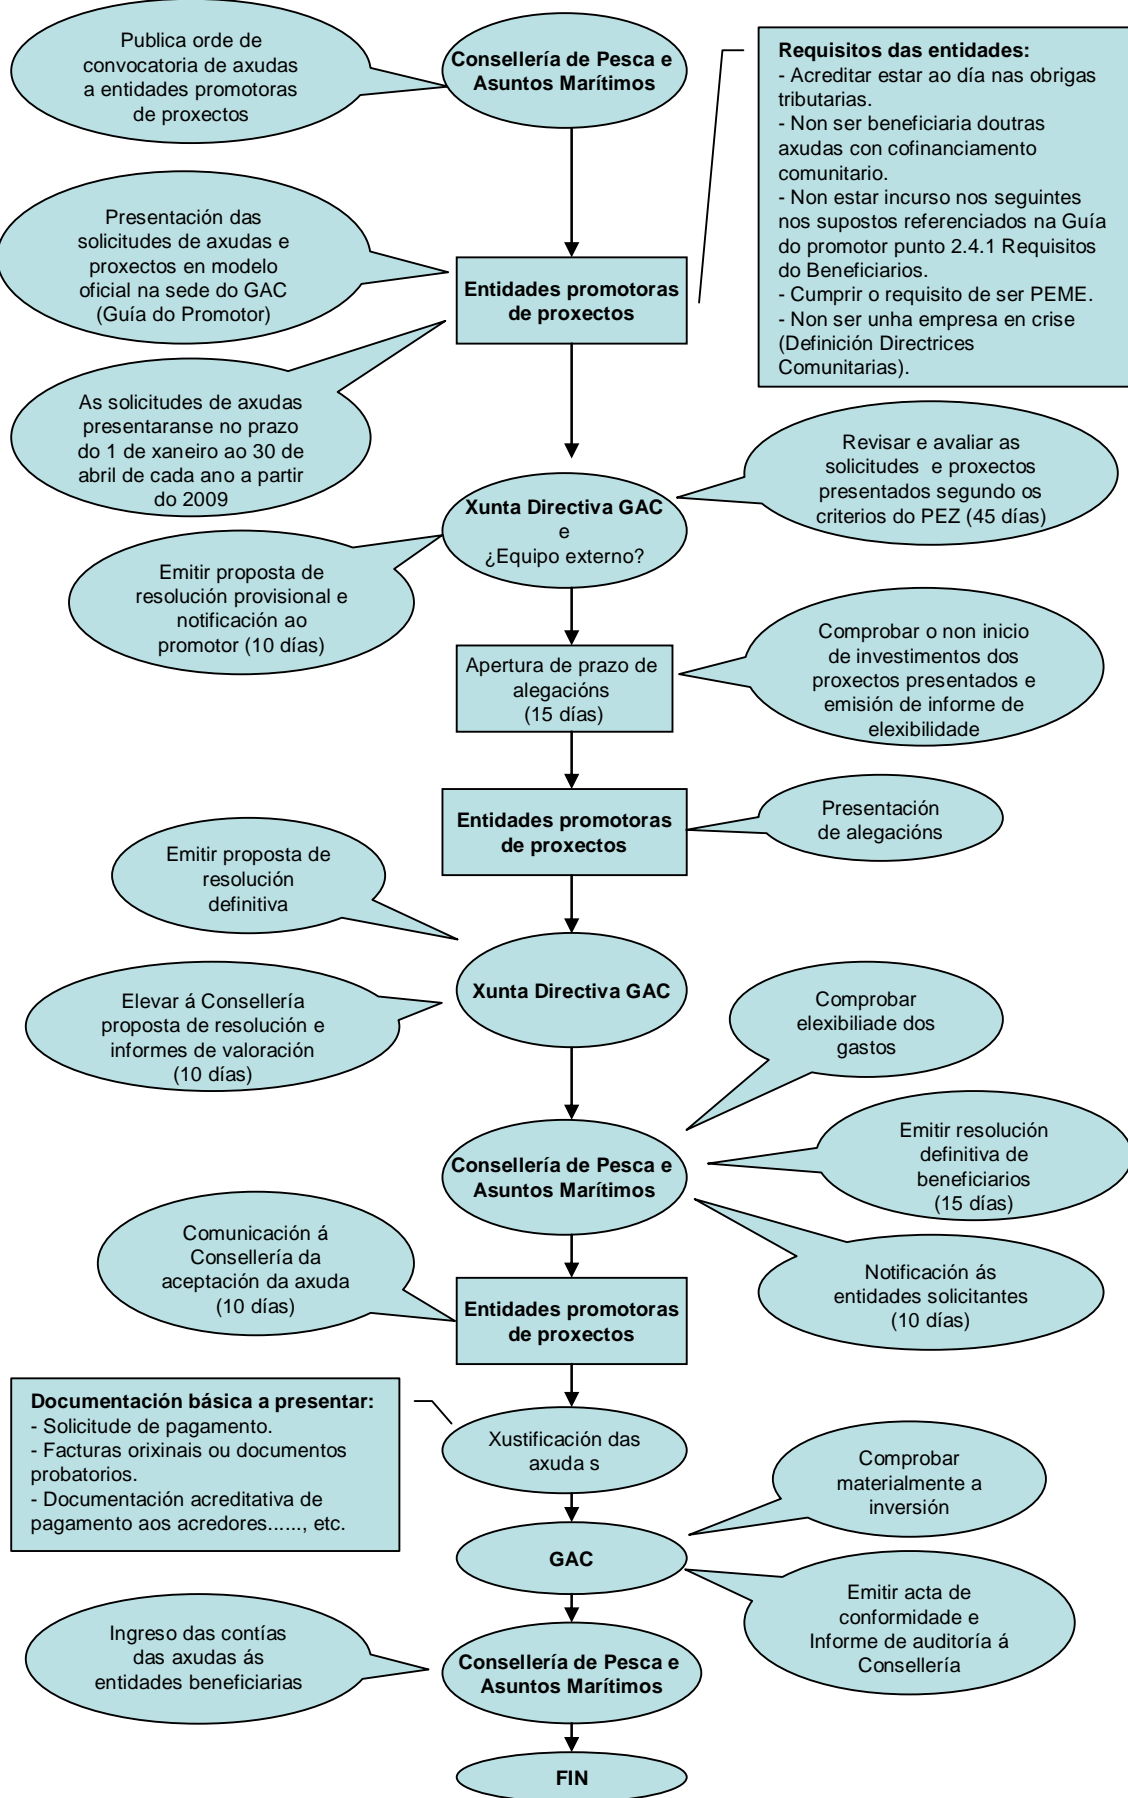 Publica orde de
convocatoria de axudas
a entidades promotoras
de proxectos
Consellería de Pesca e
Asuntos Marítimos
Requisitos das entidades:
- Acreditar estar ao día nas obrigas
tributarias.
- Non ser beneficiaria doutras
axudas con cofinanciamento
comunitario.
- Non estar incurso nos seguintes
nos supostos referenciados na Guía
do promotor punto 2.4.1 Requisitos
do Beneficiarios.
- Cumprir o requisito de ser PEME.
- Non ser unha empresa en crise
(Definición Directrices
Comunitarias).
Presentación das
solicitudes de axudas e
proxectos en modelo
oficial na sede do GAC
(Guía do Promotor)
Entidades promotoras
de proxectos
As solicitudes de axudas
presentaranse no prazo
do 1 de xaneiro ao 30 de
abril de cada ano a partir
do 2009
Revisar e avaliar as
solicitudes e proxectos
presentados segundo os
criterios do PEZ (45 días)
Xunta Directiva GAC
e
¿Equipo externo?
Emitir proposta de
resolución provisional e
notificación ao
promotor (10 días)
Comprobar o non inicio
de investimentos dos
proxectos presentados e
emisión de informe de
elexibilidade
Apertura de prazo de
alegacións
(15 días)
Entidades promotoras
de proxectos
Presentación
de alegacións
Emitir proposta de
resolución
definitiva
Xunta Directiva GAC
Elevar á Consellería
proposta de resolución e
informes de valoración
(10 días)
Comprobar
elexibiliade dos
gastos
Consellería de Pesca e
Asuntos Marítimos
Emitir resolución
definitiva de
beneficiarios
(15 días)
Comunicación á
Consellería da
aceptación da axuda
(10 días)
Notificación ás
entidades solicitantes
(10 días)
Entidades promotoras
de proxectos
Documentación básica a presentar:
- Solicitude de pagamento.
- Facturas orixinais ou documentos
probatorios.
- Documentación acreditativa de
pagamento aos acredores......, etc.
Xustificación das
axuda s
Comprobar
materialmente a
inversión
GAC
Emitir acta de
conformidade e
Informe de auditoría á
Consellería
Ingreso das contías
das axudas ás
entidades beneficiarias
Consellería de Pesca e
Asuntos Marítimos
FIN